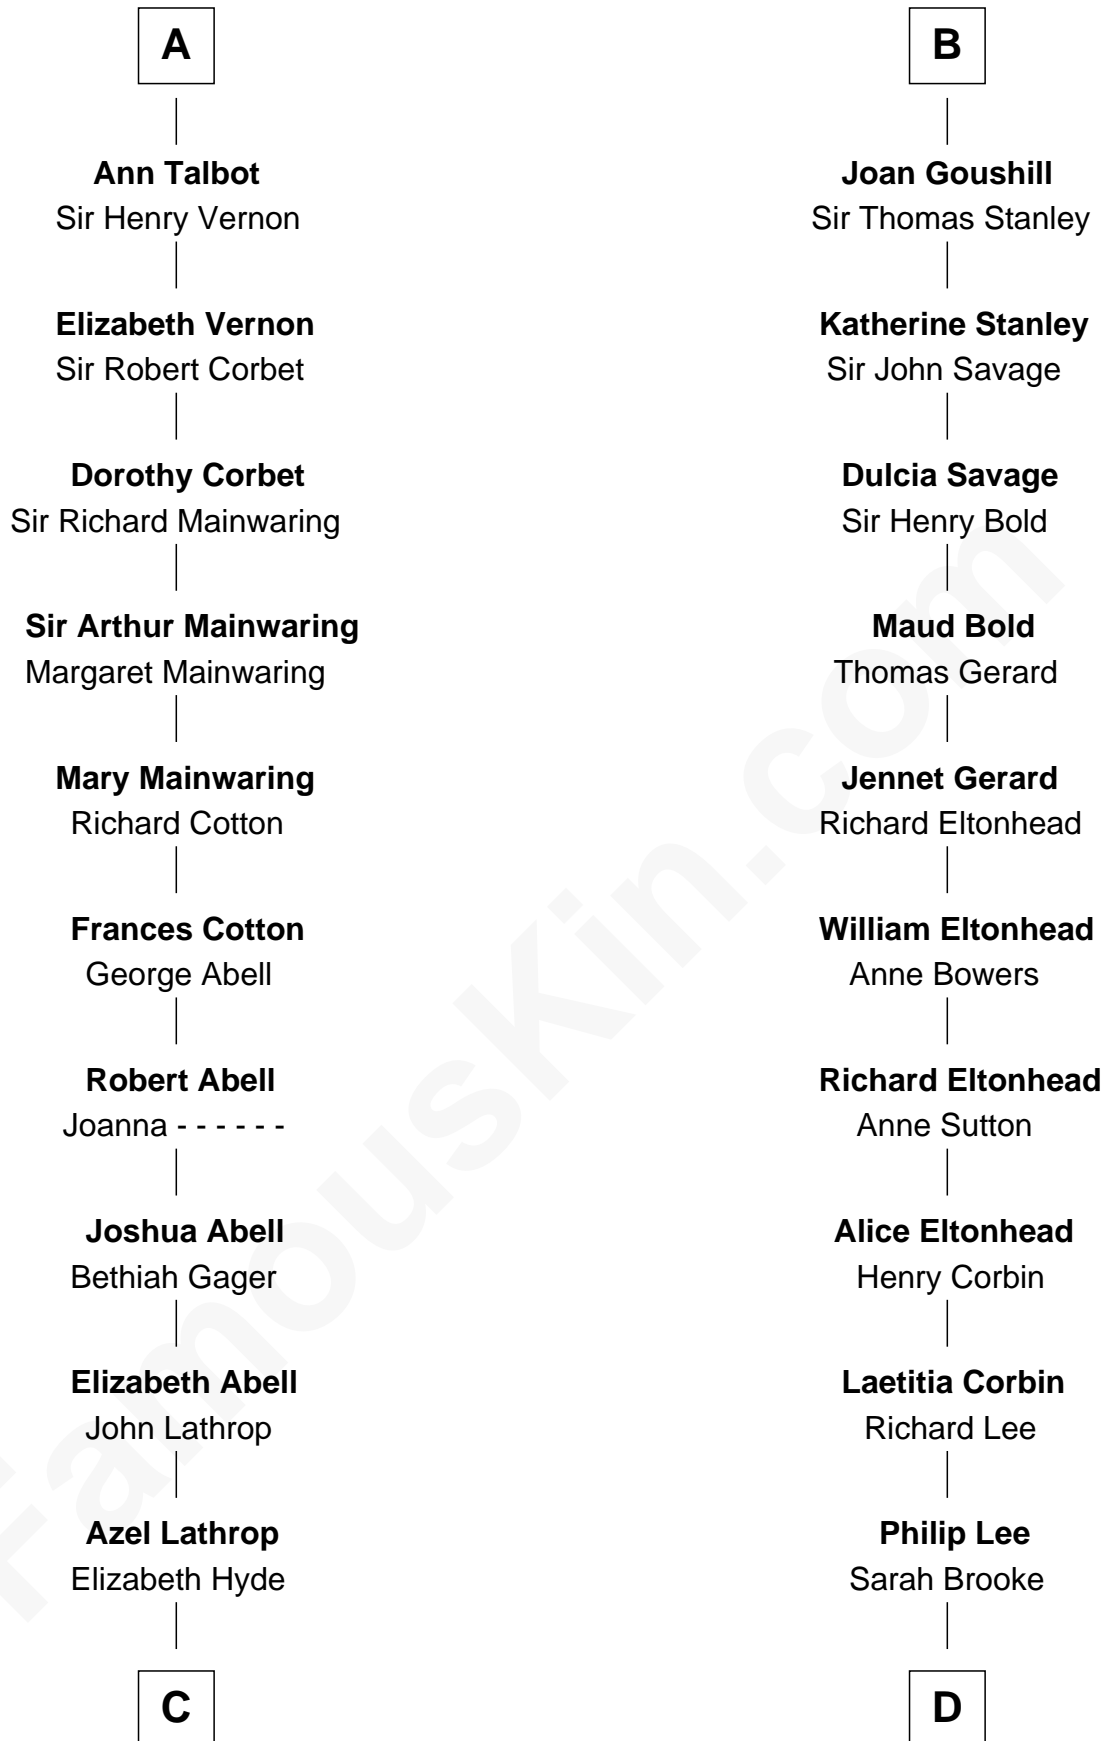 A
Ann Talbot
Sir Henry Vernon
Elizabeth Vernon
Sir Robert Corbet
Dorothy Corbet
Sir Richard Mainwaring
Sir Arthur Mainwaring
Margaret Mainwaring
Mary Mainwaring
Richard Cotton
Frances Cotton
George Abell
Robert Abell
Joanna - - - - - -
Joshua Abell
Bethiah Gager
Elizabeth Abell
John Lathrop
Azel Lathrop
Elizabeth Hyde
C
B
Joan Goushill
Sir Thomas Stanley
Katherine Stanley
Sir John Savage
Dulcia Savage
Sir Henry Bold
Maud Bold
Thomas Gerard
Jennet Gerard
Richard Eltonhead
William Eltonhead
Anne Bowers
Richard Eltonhead
Anne Sutton
Alice Eltonhead
Henry Corbin
Laetitia Corbin
Richard Lee
Philip Lee
Sarah Brooke
D
FamousKin.com